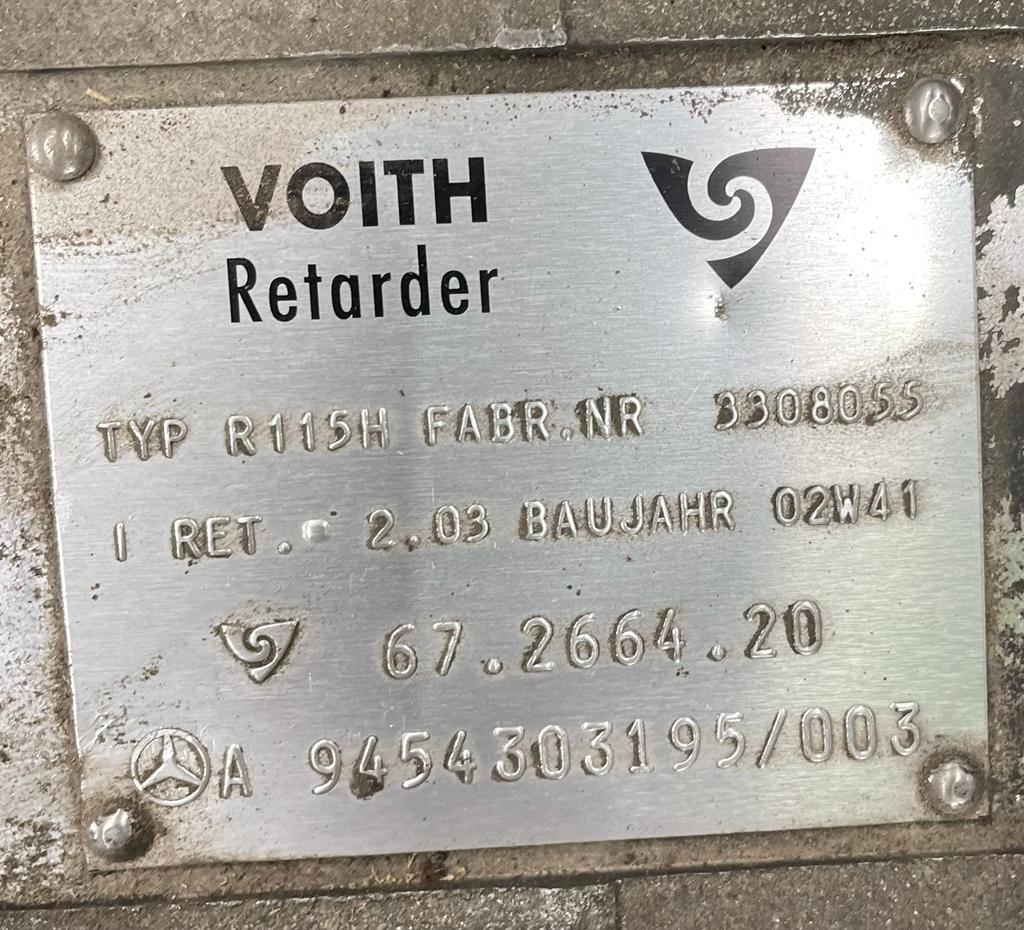 VOITH
Retarder
TYP R115H FABR.NR 3308055
I RET. - 2.03 BAUJAHR 02W41
67.2664.20
A 9454303195/003